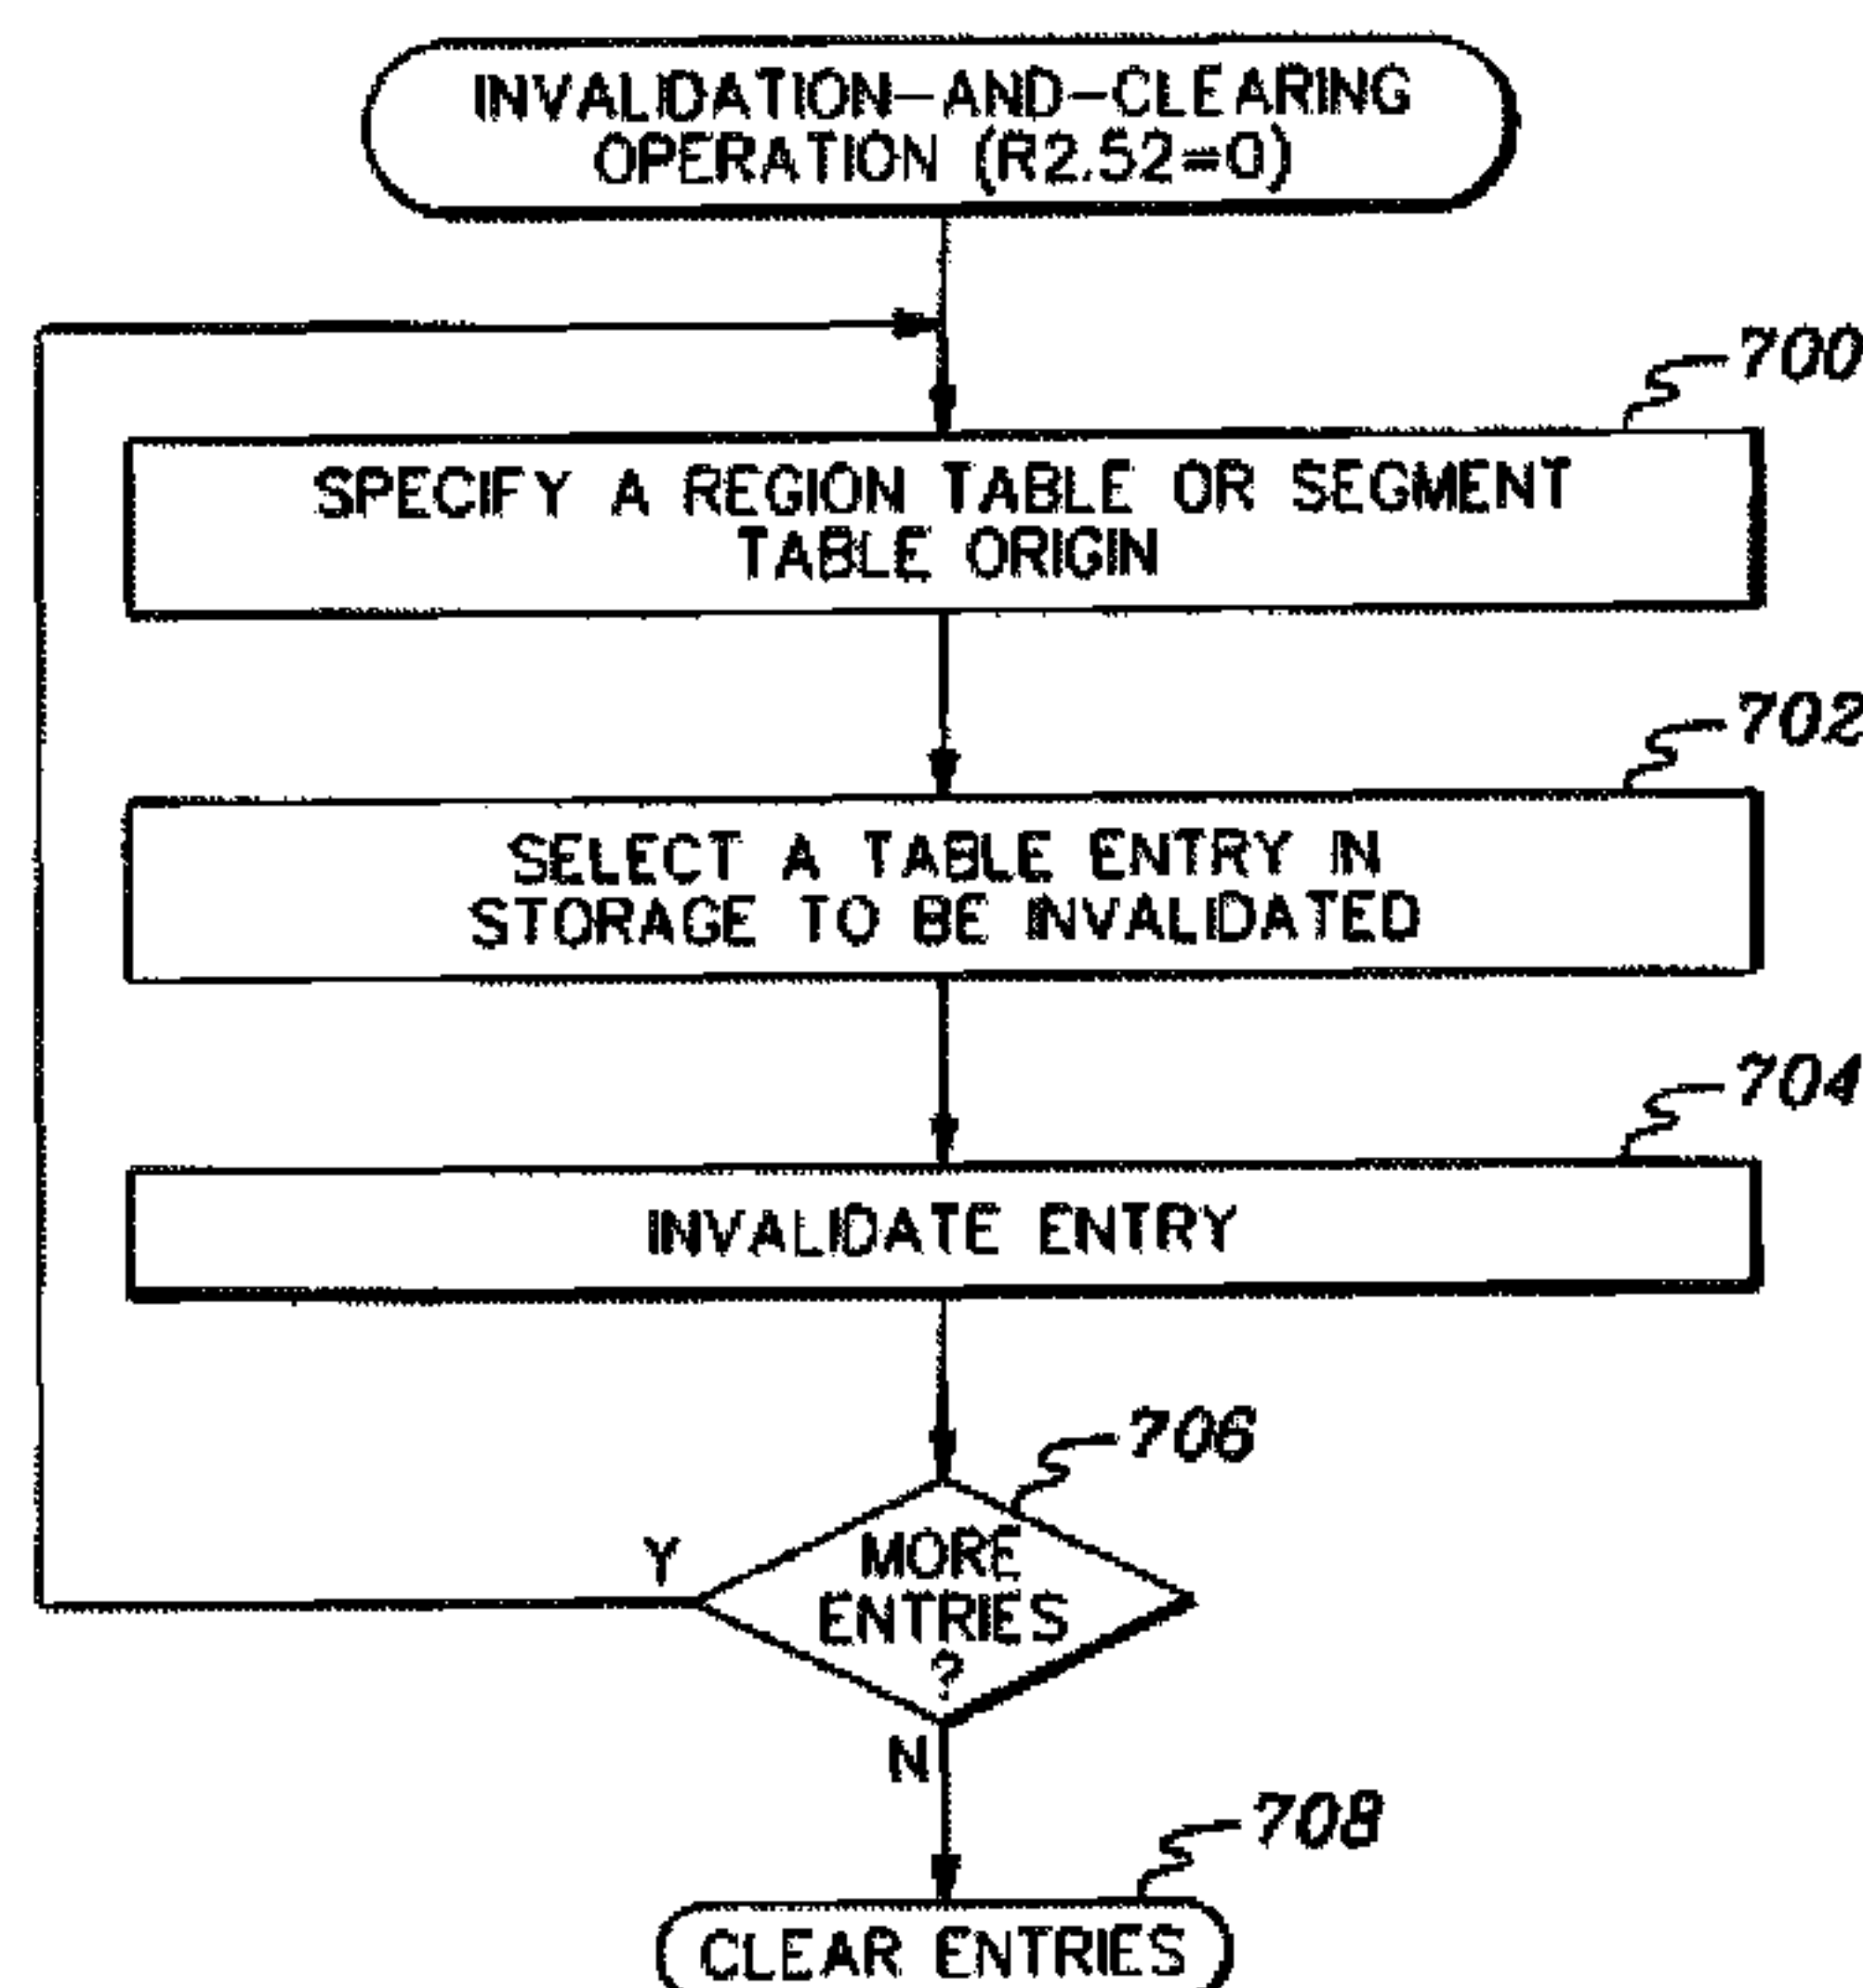 INVALIDATION-AND-CLEARING
OPERATION (R2.52=0)
700
SPECIFY A REGION TABLE OR SEGMENT
TABLE ORIGIN
702
SELECT A TABLE ENTRY IN
STORAGE TO BE INVALIDATED
704
INVALIDATE ENTRY
706
MORE
ENTRIES
?
Y
N
708
CLEAR ENTRIES